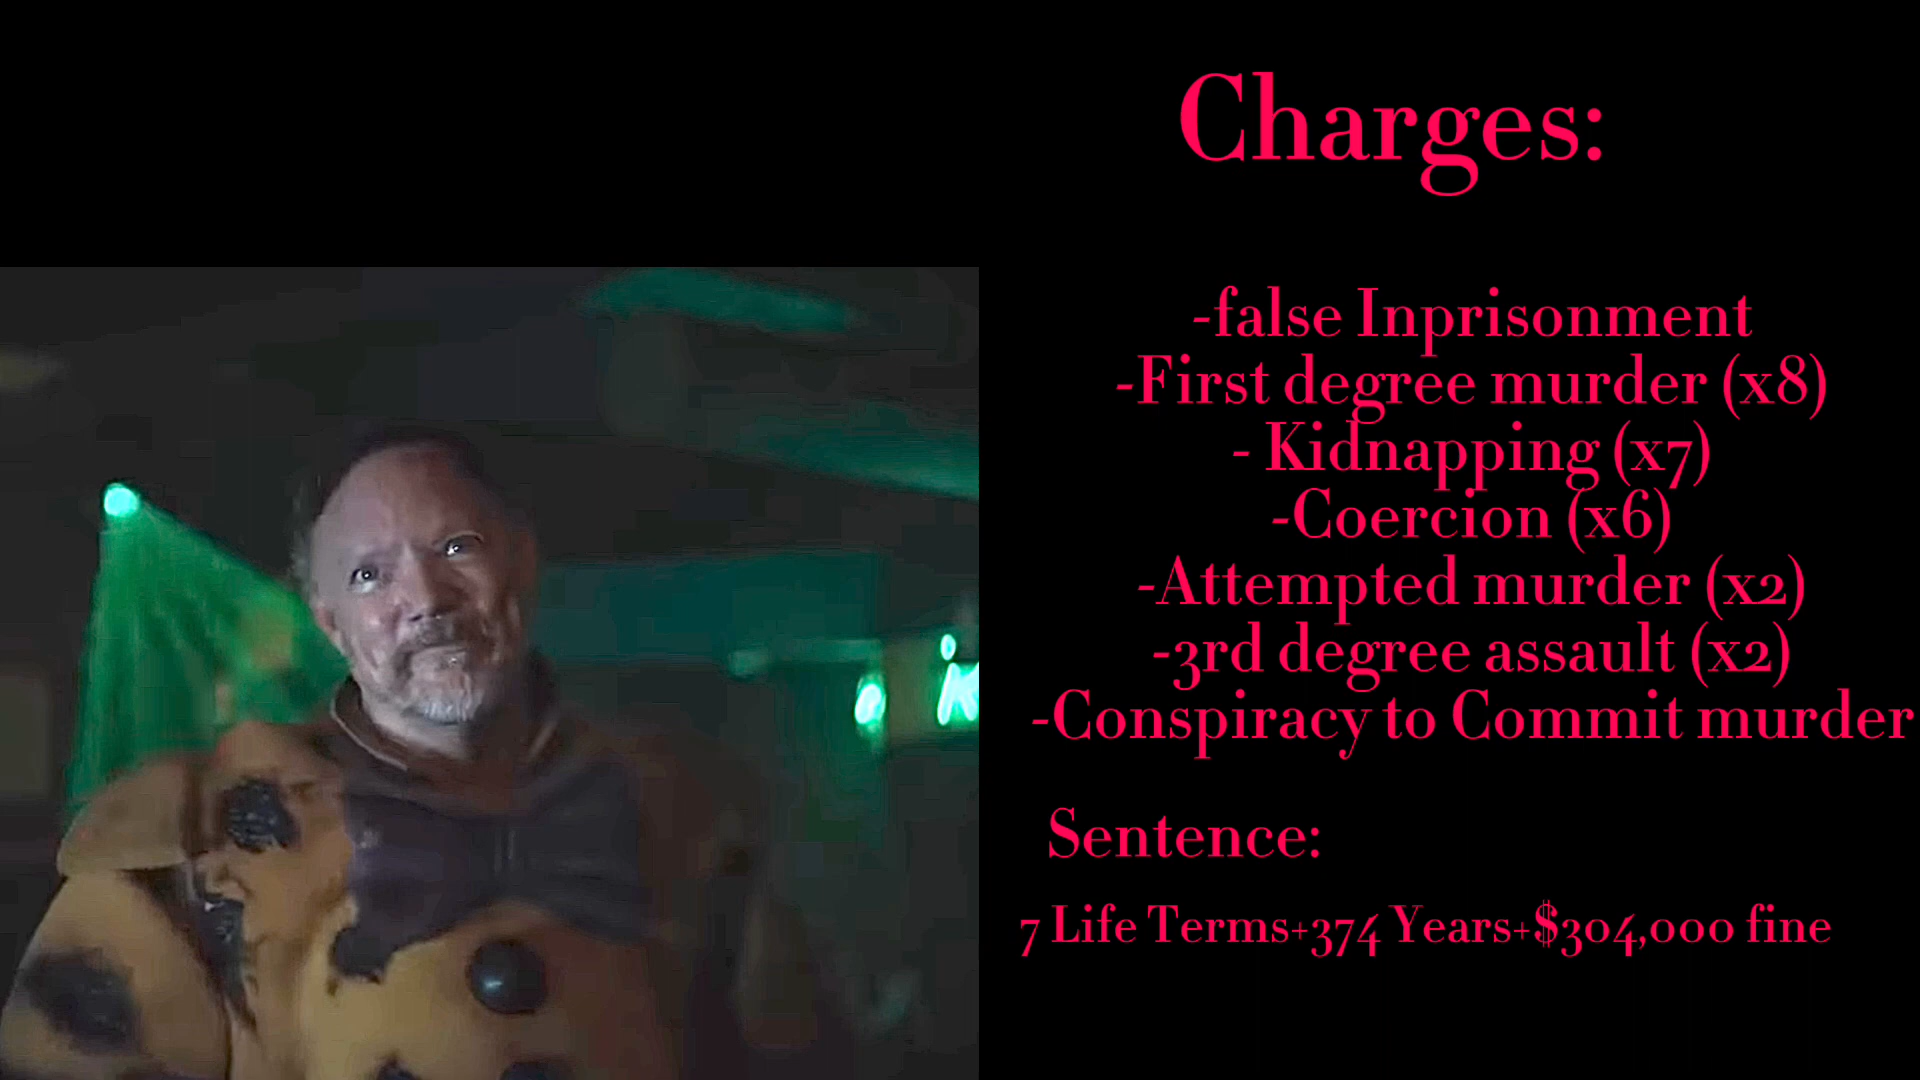 Charges:
-false Inprisonment
-First degree murder (x8)
- Kidnapping (x7)
-Coercion (x6)
-Attempted murder (x2)
-3rd degree assault (x2)
-Conspiracy to Commit murder
Sentence:
7 Life Terms+374 Years+$304,000 fine